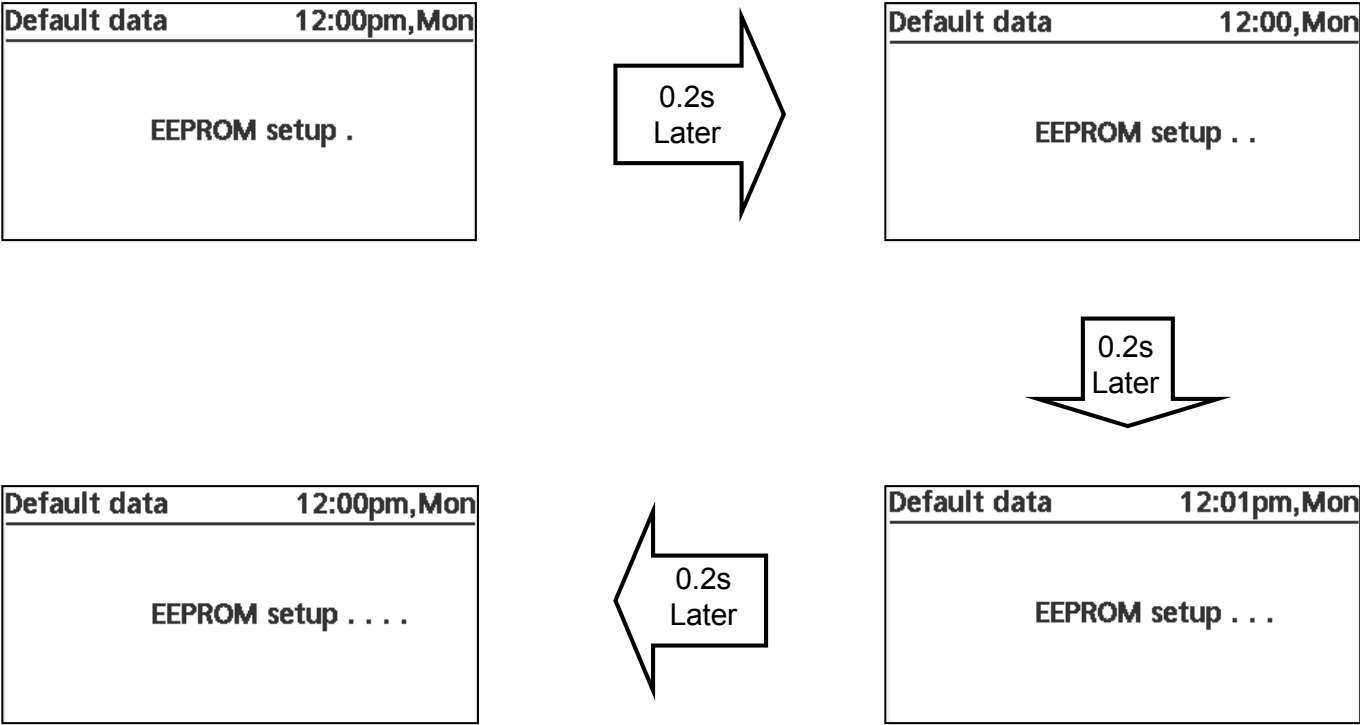 Default data 12:00pm,Mon
EEPROM setup .
0.2s
Later
Default data 12:00,Mon
EEPROM setup . .
0.2s
Later
Default data 12:01pm,Mon
EEPROM setup . . .
0.2s
Later
Default data 12:00pm,Mon
EEPROM setup . . . .